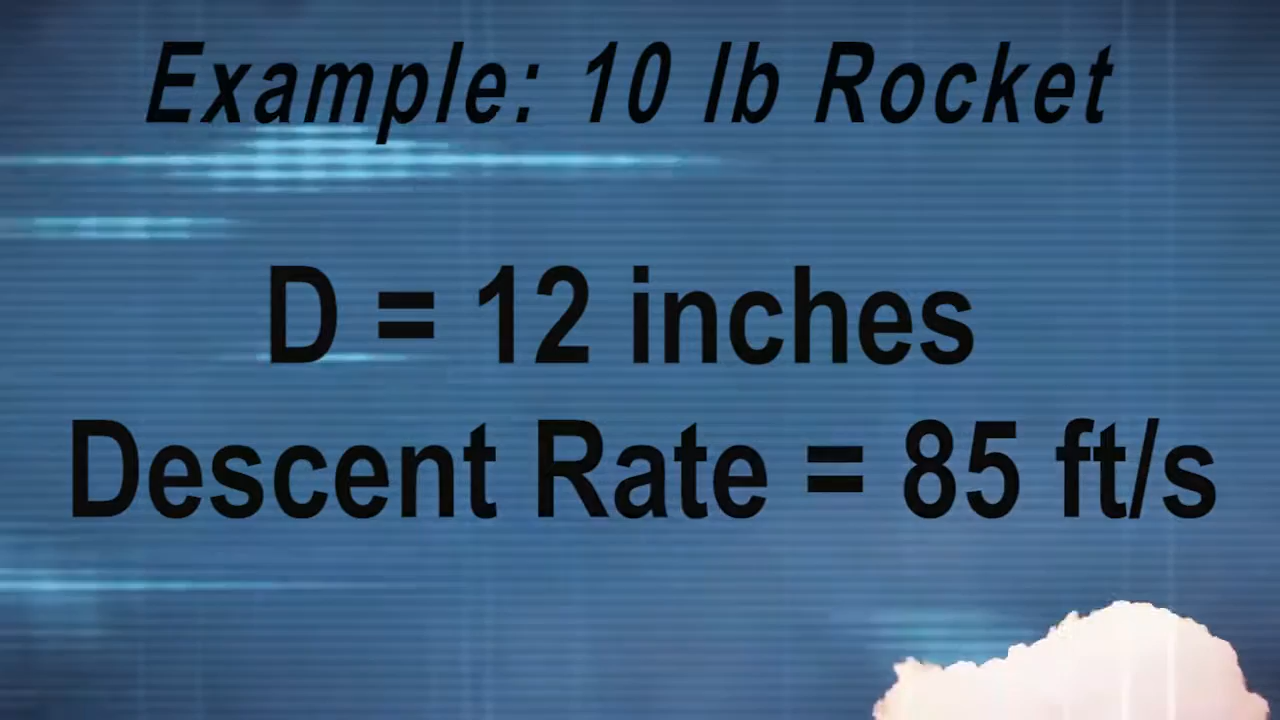 Example: 10 lb Rocket
D = 12 inches
Descent Rate = 85 ft/s